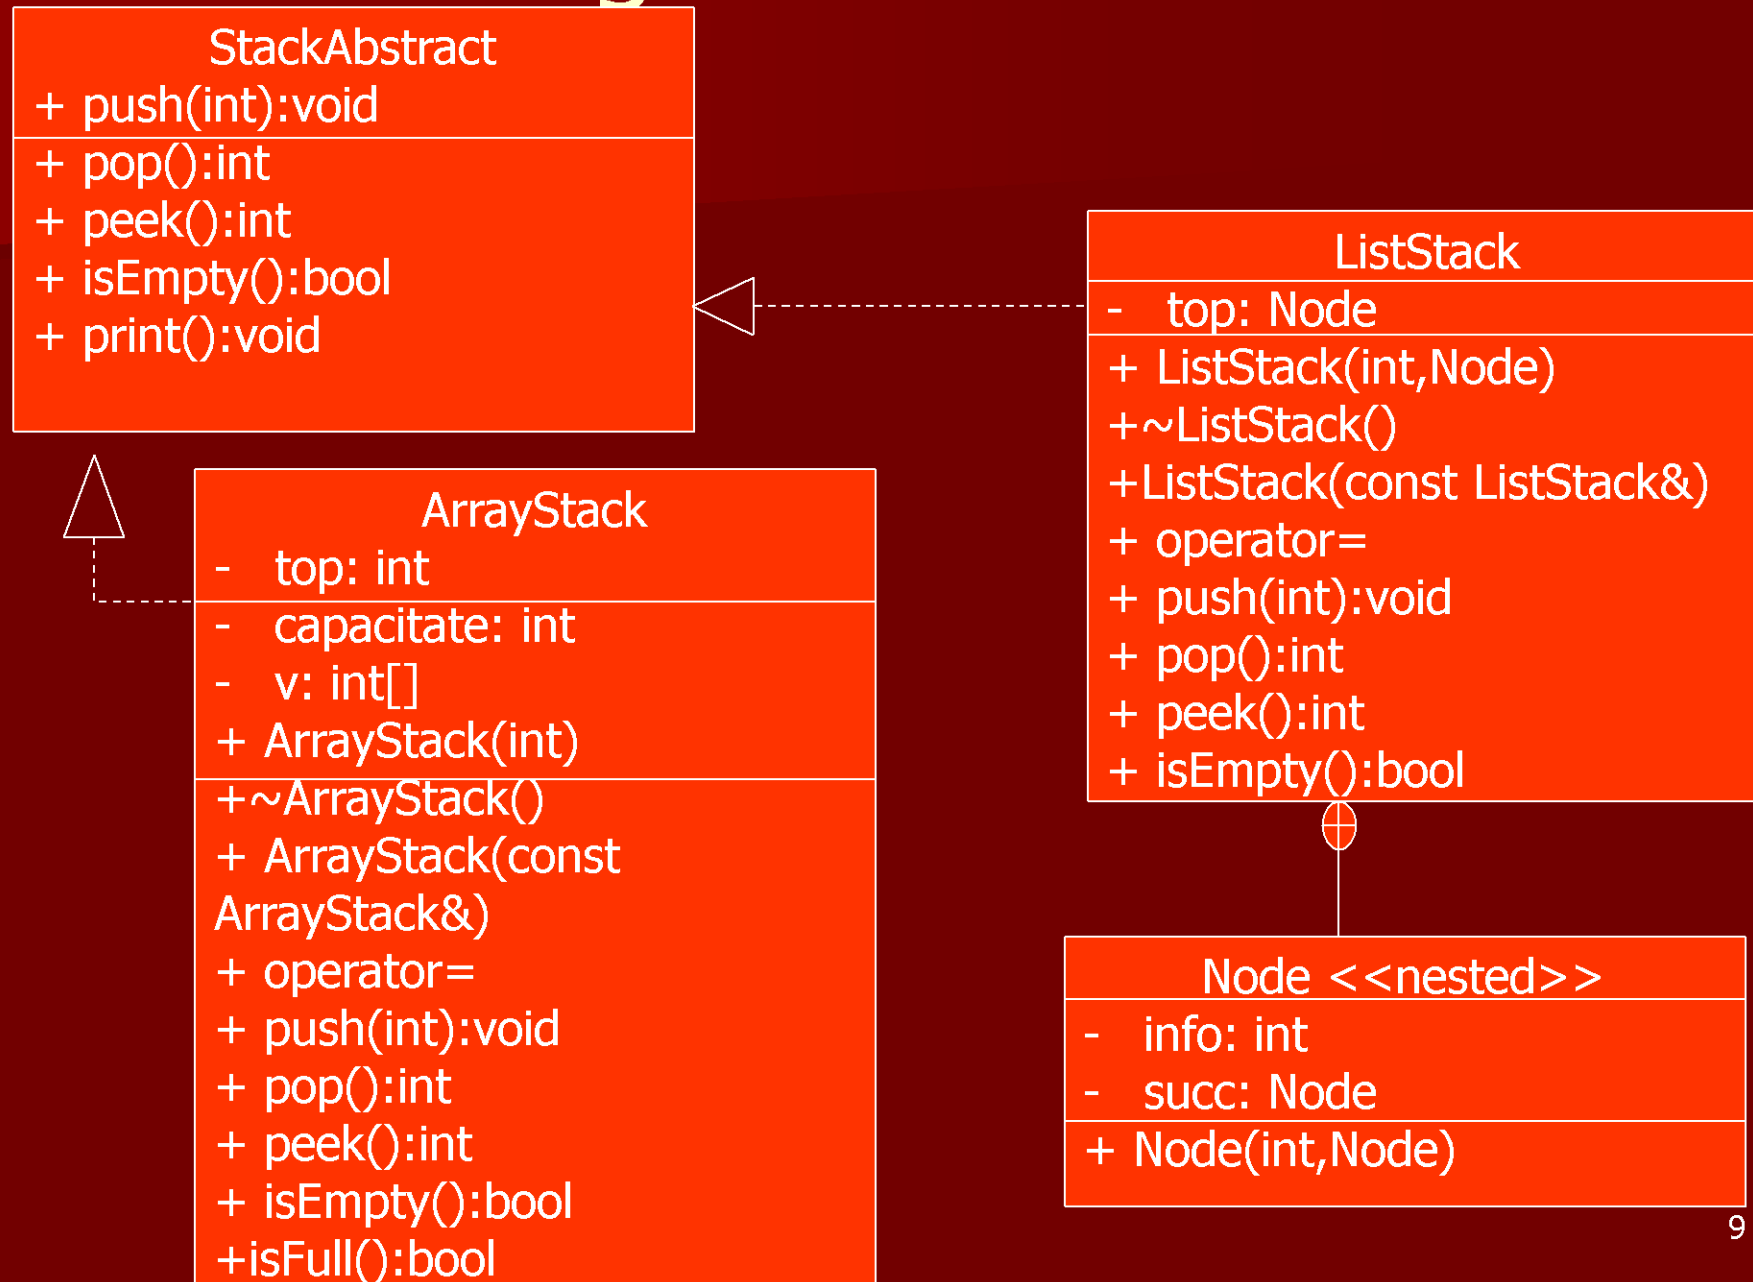 StackAbstract
+ push(int):void
+ pop():int
+ peek():int
+ isEmpty():bool
+ print():void
ArrayStack
- top: int
- capacitate: int
- v: int[]
+ ArrayStack(int)
+~ArrayStack()
+ ArrayStack(const
ArrayStack&)
+ operator=
+ push(int):void
+ pop():int
+ peek():int
+ isEmpty():bool
+isFull():bool
ListStack
- top: Node
+ ListStack(int,Node)
+~ListStack()
+ListStack(const ListStack&)
+ operator=
+ push(int):void
+ pop():int
+ peek():int
+ isEmpty():bool
Node <<nested>>
- info: int
- succ: Node
+ Node(int,Node)
9